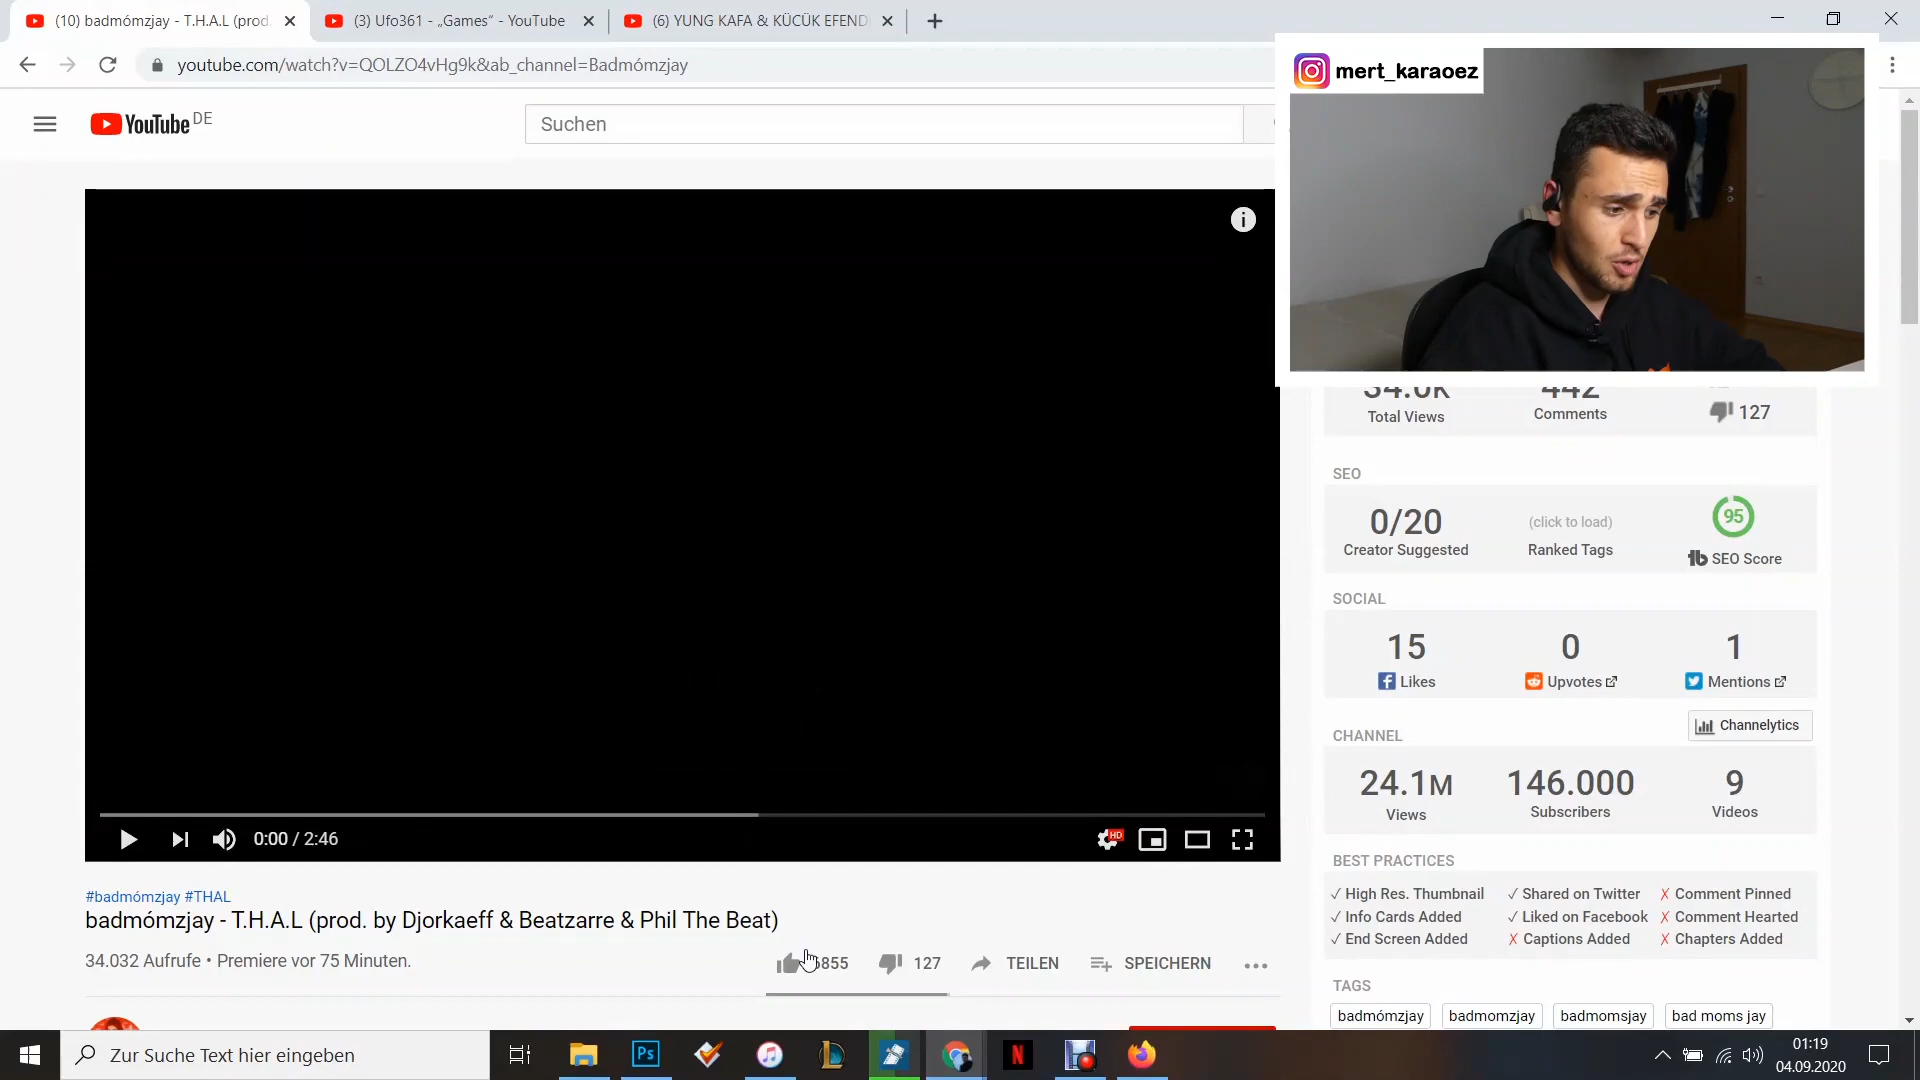 (10) badmómzjay - T.H.A.L (prod.
(3) Ufo361 - „Games“ - YouTube
(6) YUNG KAFA & KÜCÜK EFEND
youtube.com/watch?v=QOLZO4vHg9k&ab_channel=Badmómzjay
mert_karaoez
YouTube DE
Suchen
34.0K
442
Total Views
Comments
127
SEO
0/20
(click to load)
95
Creator Suggested
Ranked Tags
tb SEO Score
SOCIAL
15
0
1
Likes
Upvotes
Mentions
Channelytics
CHANNEL
24.1M
146.000
9
Views
Subscribers
Videos
0:00 / 2:46
HD
BEST PRACTICES
✓ High Res. Thumbnail
✓ Shared on Twitter
✗ Comment Pinned
✓ Info Cards Added
✓ Liked on Facebook
✗ Comment Hearted
✓ End Screen Added
✗ Captions Added
✗ Chapters Added
#badmómzjay #THAL
badmómzjay - T.H.A.L (prod. by Djorkaeff & Beatzarre & Phil The Beat)
34.032 Aufrufe • Premiere vor 75 Minuten.
127
TEILEN
SPEICHERN
TAGS
badmómzjay
badmomzjay
badmomsjay
bad moms jay
Zur Suche Text hier eingeben
Ps
N
01:19
04.09.2020